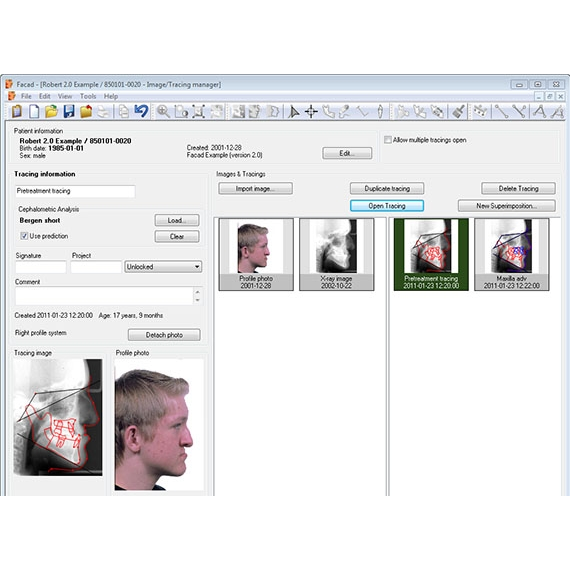 Facad - [Robert 2.0 Example / 850101-0020 - Image/Tracing manager]
File Edit View Tools Help
Patient information
Robert 2.0 Example / 850101-0020
Birth date: 1985-01-01
Sex: male
Created: 2001-12-28
Facad Example (version 2.0)
Edit...
Allow multiple tracings open
Tracing information
Pretreatment tracing
Cephalometric Analysis
Bergen short
Load...
Use prediction
Clear
Signature
Project
Unlocked
Comment
Created 2011-01-23 12:20:00 Age: 17 years, 9 months
Right profile system
Detach photo
Tracing image
Profile photo
Images & Tracings
Import image...
Duplicate tracing
Delete Tracing
Open Tracing
New Superimposition...
Profile photo
2001-12-28
X-ray image
2002-10-22
Pretreatment tracing
2011-01-23 12:20:00
Maxilla adv
2011-01-23 12:22:00